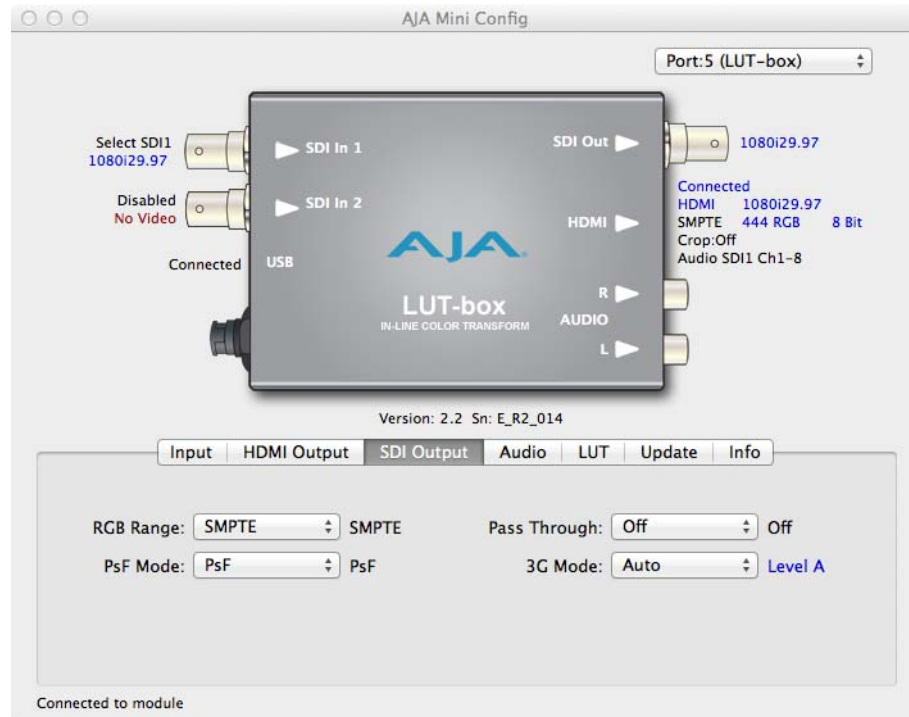 AJA Mini Config
Port:5 (LUT-box)
Select SDI1
1080i29.97
SDI In 1
SDI Out
1080i29.97
Disabled
No Video
SDI In 2
Connected
HDMI 1080i29.97
SMPTE 444 RGB 8 Bit
Crop:Off
Audio SDI1 Ch1-8
HDMI
Connected
USB
AJA
LUT-box
IN-LINE COLOR TRANSFORM
R
AUDIO
L
Version: 2.2 Sn: E_R2_014
Input HDMI Output SDI Output Audio LUT Update Info
RGB Range: SMPTE SMPTE Pass Through: Off Off
PsF Mode: PsF PsF 3G Mode: Auto Level A
Connected to module